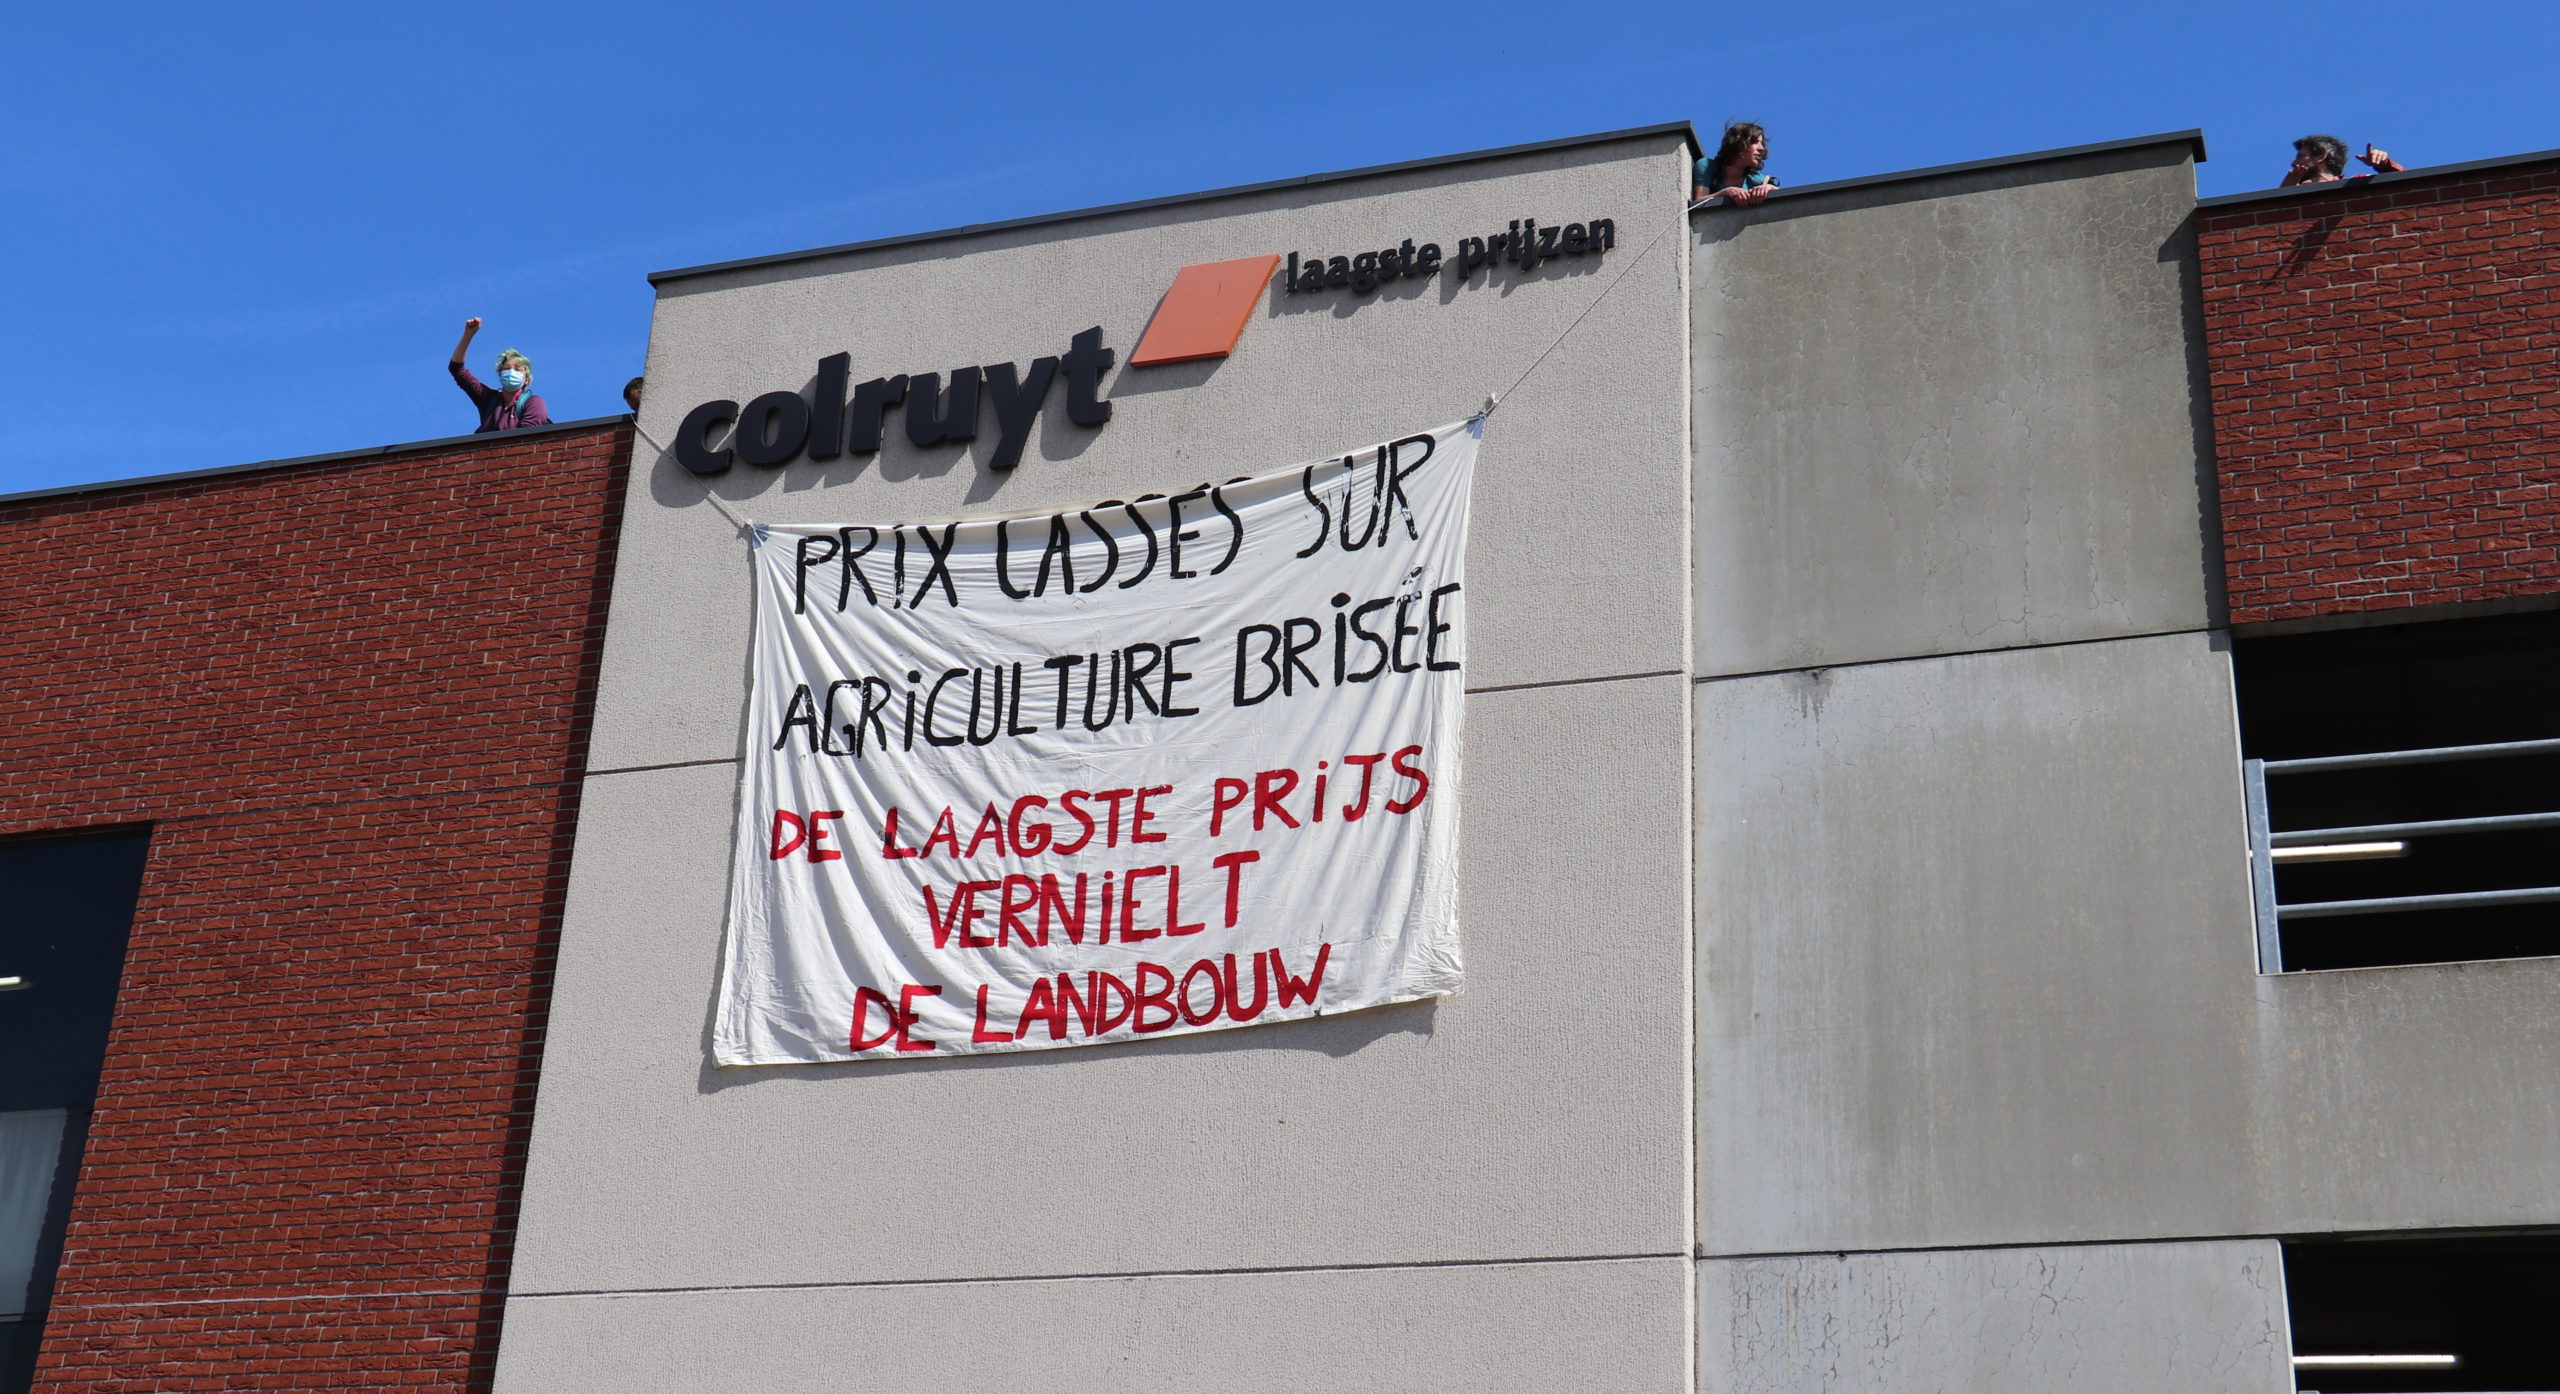 colruyt laagste prijzen
PRIX CASSES SUR
AGRICULTURE BRISÉE
DE LAAGSTE PRIJS
VERNIELT
DE LANDBOUW